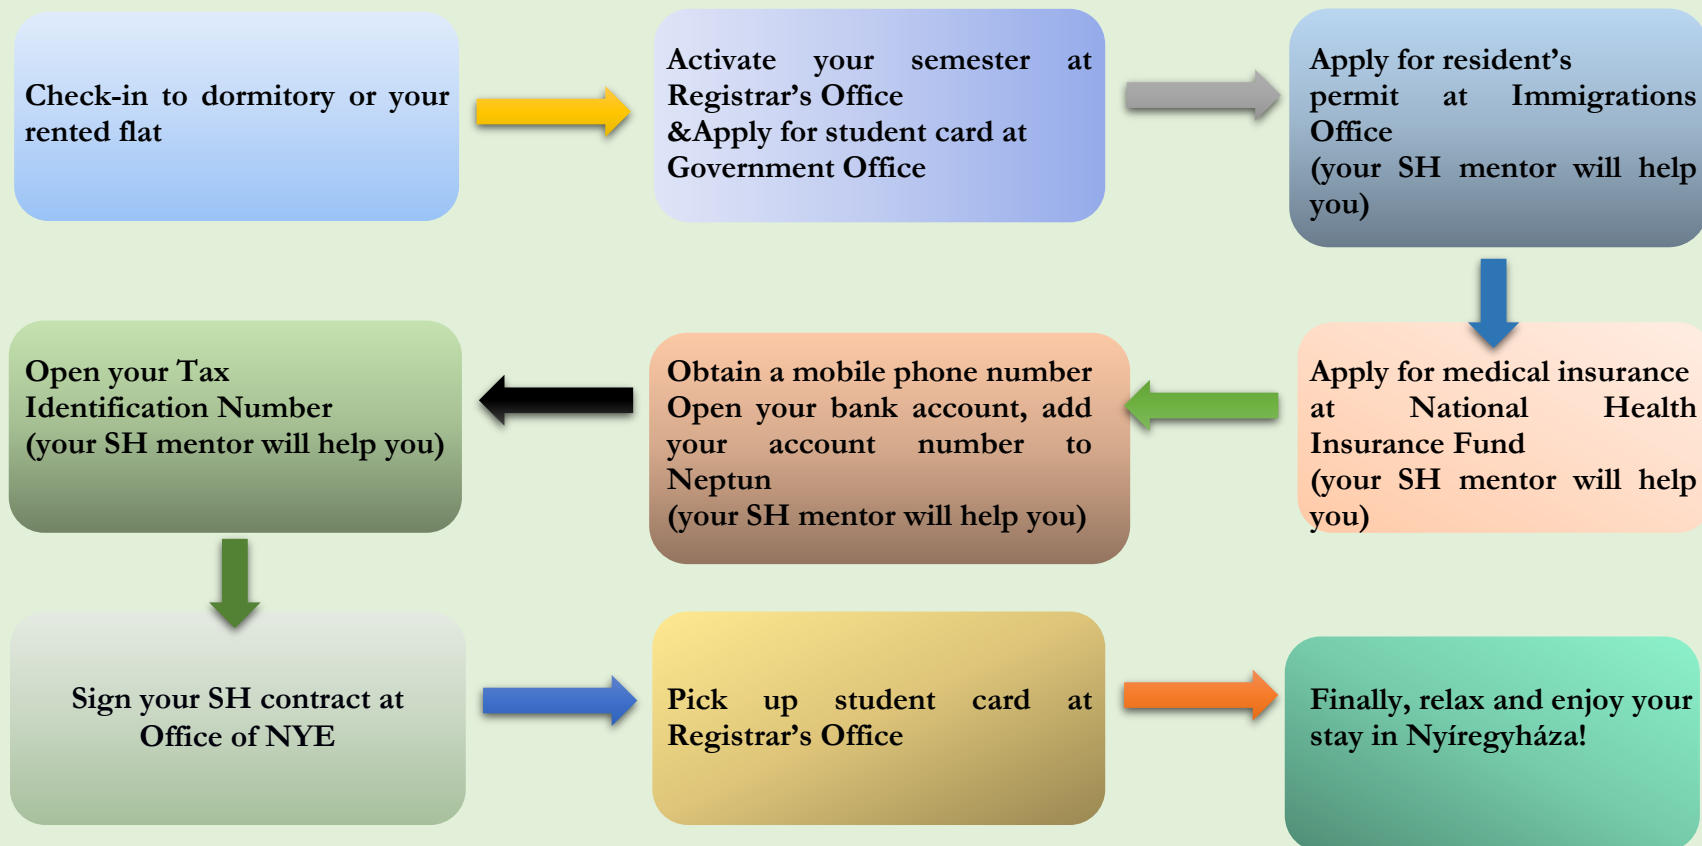 Check-in to dormitory or your
rented flat
Activate your semester at
Registrar’s Office
&Apply for student card at
Government Office
Apply for resident’s
permit at Immigrations
Office
(your SH mentor will help
you)
Apply for medical insurance
at National Health
Insurance Fund
(your SH mentor will help
you)
Obtain a mobile phone number
Open your bank account, add
your account number to
Neptun
(your SH mentor will help you)
Open your Tax
Identification Number
(your SH mentor will help you)
Sign your SH contract at
Office of NYE
Pick up student card at
Registrar’s Office
Finally, relax and enjoy your
stay in Nyíregyháza!